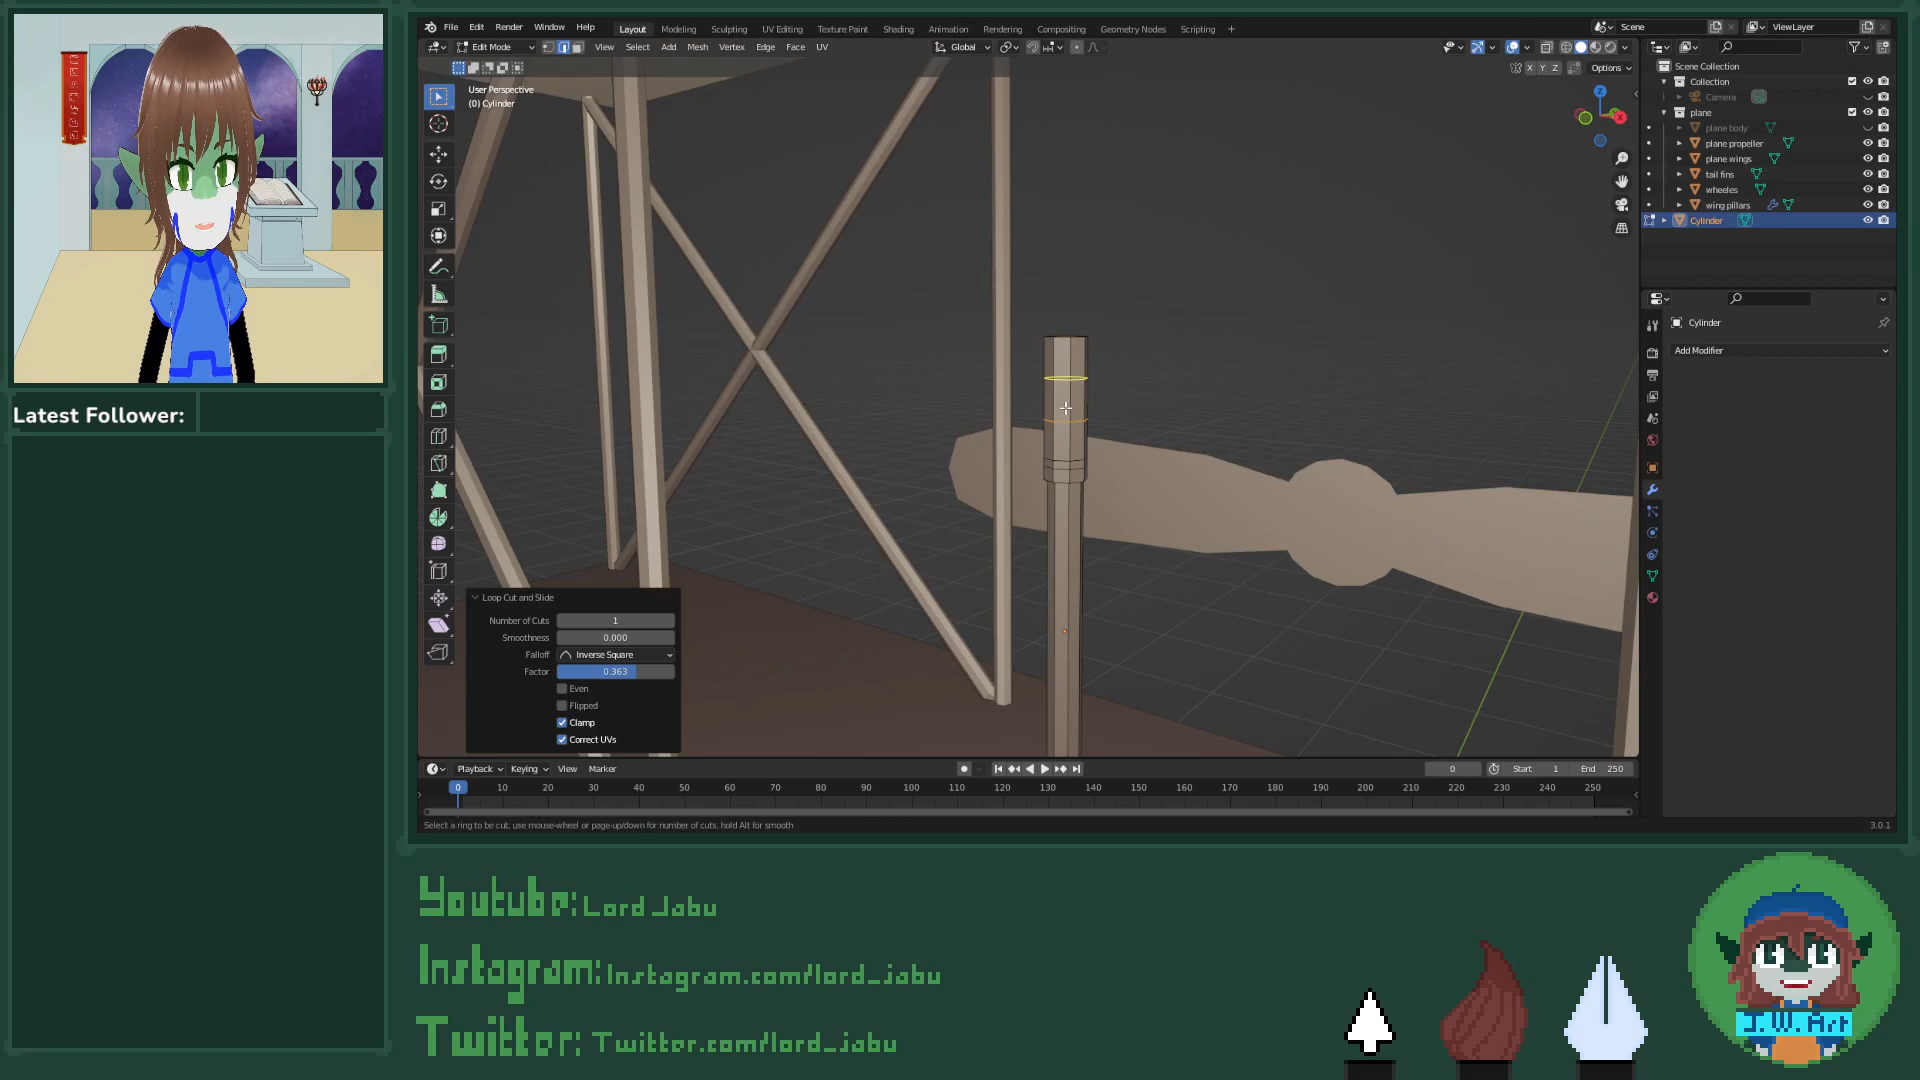 File Edit Render Window Help
Layout Modeling Sculpting UV Editing Texture Paint Shading Animation Rendering Compositing Geometry Nodes Scripting +
Scene
ViewLayer
Edit Mode View Select Add Mesh Vertex Edge Face UV
Global
X Y Z Options
User Perspective
(0) Cylinder
Z
X
Scene Collection
Collection
Camera
plane
plane body
plane propeller
plane wings
tail fins
wheeles
wing pillars
Cylinder
Cylinder
Add Modifier
Latest Follower:
Loop Cut and Slide
Number of Cuts 1
Smoothness 0.000
Falloff Inverse Square
Factor 0.363
Even
Flipped
Clamp
Correct UVs
Playback Keying View Marker
0 Start 1 End 250
0 10 20 30 40 50 60 70 80 90 100 110 120 130 140 150 160 170 180 190 200 210 220 230 240 250
Select a ring to be cut, use mouse-wheel or page-up/down for number of cuts, hold Alt for smooth
3.0.1
Youtube: Lord Jabu
Instagram: Instagram.com/lord_jabu
Twitter: Twitter.com/lord_jabu
J.W. Art